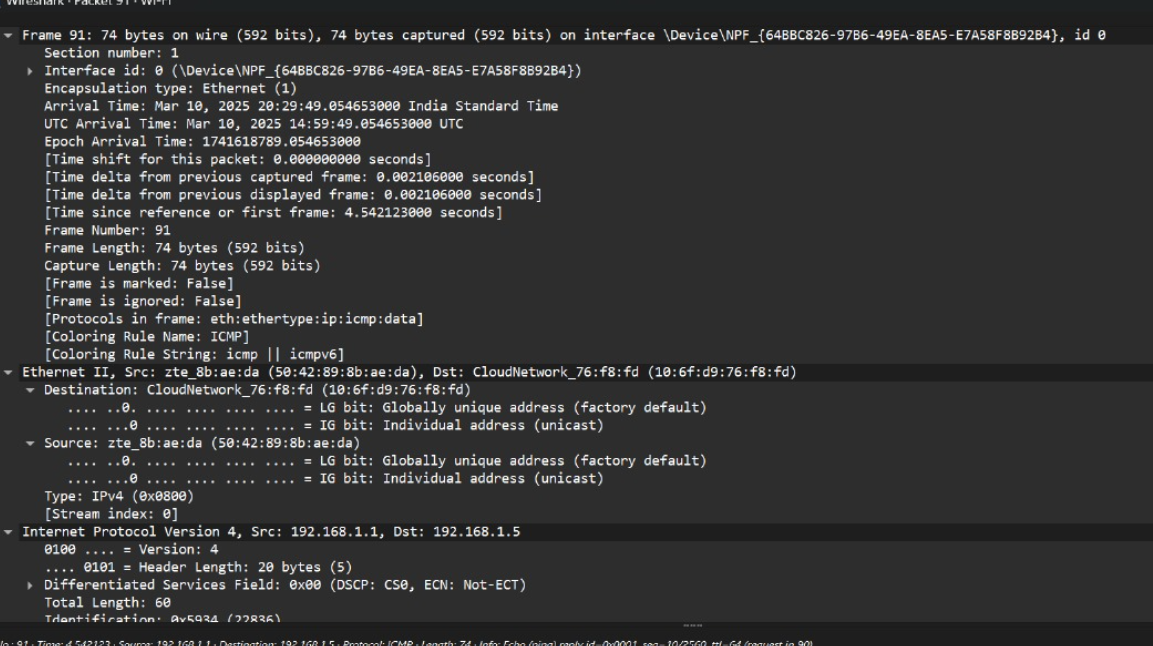 Wireshark · Packet 91 · Wi-Fi
Frame 91: 74 bytes on wire (592 bits), 74 bytes captured (592 bits) on interface \Device\NPF_{64BBC826-97B6-49EA-8EA5-E7A58F8B92B4}, id 0
Section number: 1
Interface id: 0 (\Device\NPF_{64BBC826-97B6-49EA-8EA5-E7A58F8B92B4})
Encapsulation type: Ethernet (1)
Arrival Time: Mar 10, 2025 20:29:49.054653000 India Standard Time
UTC Arrival Time: Mar 10, 2025 14:59:49.054653000 UTC
Epoch Arrival Time: 1741618789.054653000
[Time shift for this packet: 0.000000000 seconds]
[Time delta from previous captured frame: 0.002106000 seconds]
[Time delta from previous displayed frame: 0.002106000 seconds]
[Time since reference or first frame: 4.542123000 seconds]
Frame Number: 91
Frame Length: 74 bytes (592 bits)
Capture Length: 74 bytes (592 bits)
[Frame is marked: False]
[Frame is ignored: False]
[Protocols in frame: eth:ethertype:ip:icmp:data]
[Coloring Rule Name: ICMP]
[Coloring Rule String: icmp || icmpv6]
Ethernet II, Src: zte_8b:ae:da (50:42:89:8b:ae:da), Dst: CloudNetwork_76:f8:fd (10:6f:d9:76:f8:fd)
Destination: CloudNetwork_76:f8:fd (10:6f:d9:76:f8:fd)
.... ..0. .... .... .... .... = LG bit: Globally unique address (factory default)
.... ...0 .... .... .... .... = IG bit: Individual address (unicast)
Source: zte_8b:ae:da (50:42:89:8b:ae:da)
.... ..0. .... .... .... .... = LG bit: Globally unique address (factory default)
.... ...0 .... .... .... .... = IG bit: Individual address (unicast)
Type: IPv4 (0x0800)
[Stream index: 0]
Internet Protocol Version 4, Src: 192.168.1.1, Dst: 192.168.1.5
0100 .... = Version: 4
.... 0101 = Header Length: 20 bytes (5)
Differentiated Services Field: 0x00 (DSCP: CS0, ECN: Not-ECT)
Total Length: 60
Identification: 0x5934 (22836)
No.: 91 · Time: 4.542123 · Source: 192.168.1.1 · Destination: 192.168.1.5 · Protocol: ICMP · Length: 74 · Info: Echo (ping) reply id=0x0001, seq=10/2560, ttl=64 (request in 90)